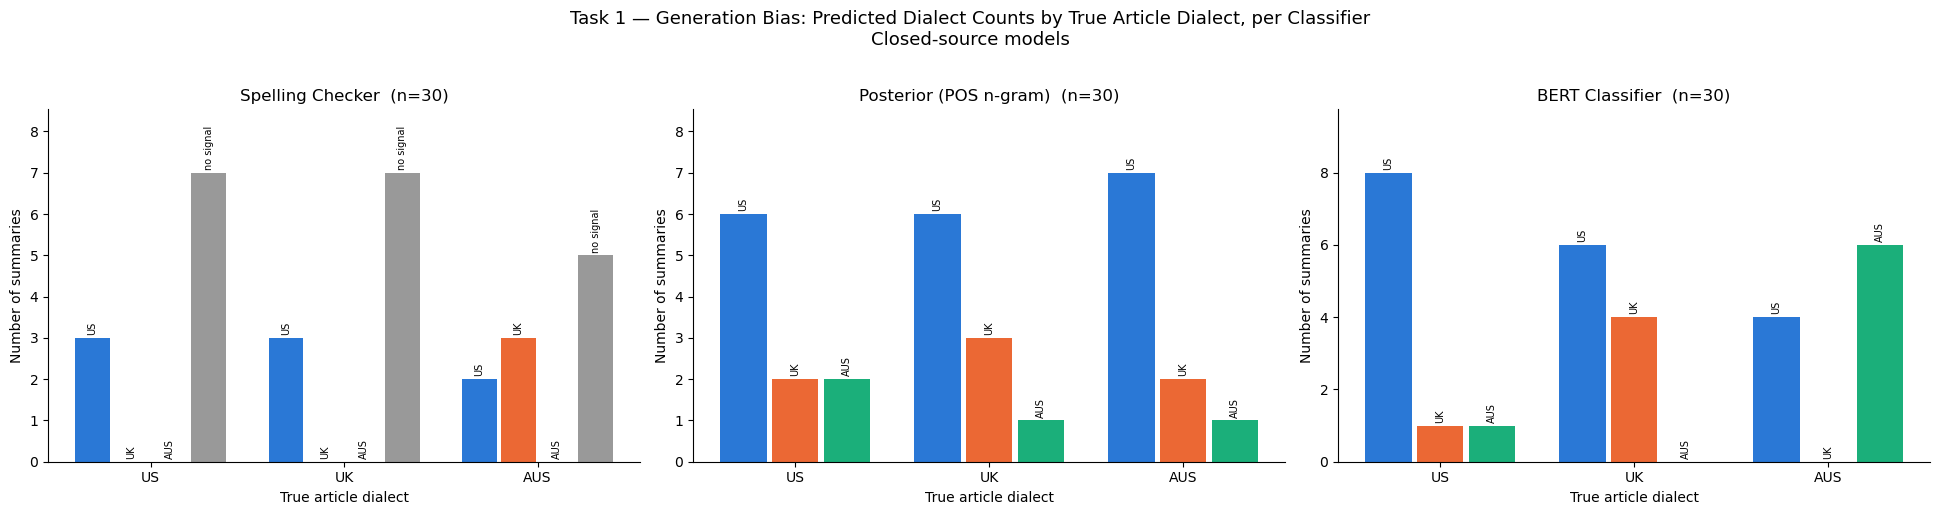 Task 1 — Generation Bias: Predicted Dialect Counts by True Article Dialect, per Classifier
Closed-source models
Spelling Checker (n=30)
Number of summaries
8
7
6
5
4
3
2
1
0
US
UK
AUS
no signal
US
UK
AUS
no signal
US
UK
AUS
no signal
US
UK
AUS
True article dialect
Posterior (POS n-gram) (n=30)
Number of summaries
8
7
6
5
4
3
2
1
0
US
UK
AUS
US
UK
AUS
US
UK
AUS
US
UK
AUS
True article dialect
BERT Classifier (n=30)
Number of summaries
8
6
4
2
0
US
UK
AUS
US
UK
AUS
US
UK
AUS
US
UK
AUS
True article dialect